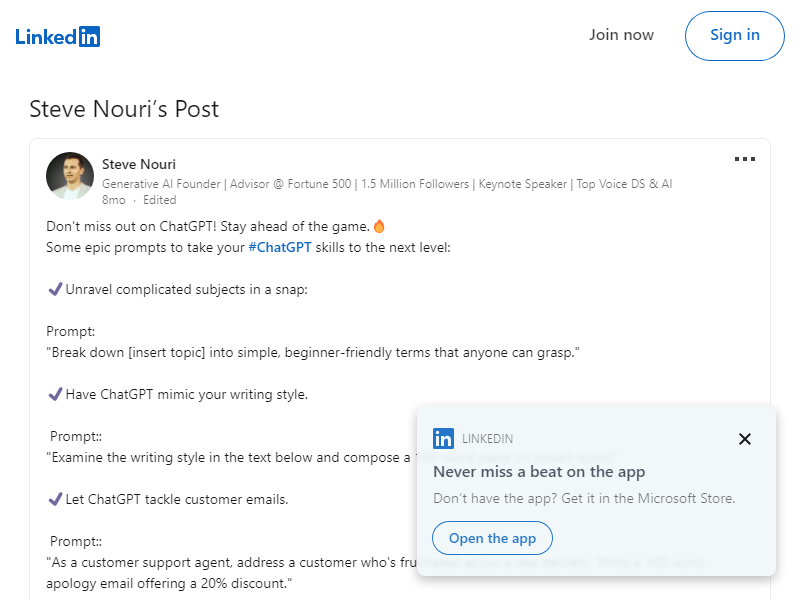 LinkedIn
Join now
Sign in
Steve Nouri's Post
Steve Nouri
Generative AI Founder | Advisor @ Fortune 500 | 1.5 Million Followers | Keynote Speaker | Top Voice DS & AI
8mo · Edited
Don't miss out on ChatGPT! Stay ahead of the game.🔥
Some epic prompts to take your #ChatGPT skills to the next level:
✔Unravel complicated subjects in a snap:
Prompt:
"Break down [insert topic] into simple, beginner-friendly terms that anyone can grasp."
✔Have ChatGPT mimic your writing style.
Prompt::
"Examine the writing style in the text below and compose a
✔Let ChatGPT tackle customer emails.
Prompt::
"As a customer support agent, address a customer who's
apology email offering a 20% discount."
in LINKEDIN
Never miss a beat on the app
Don't have the app? Get it in the Microsoft Store.
Open the app